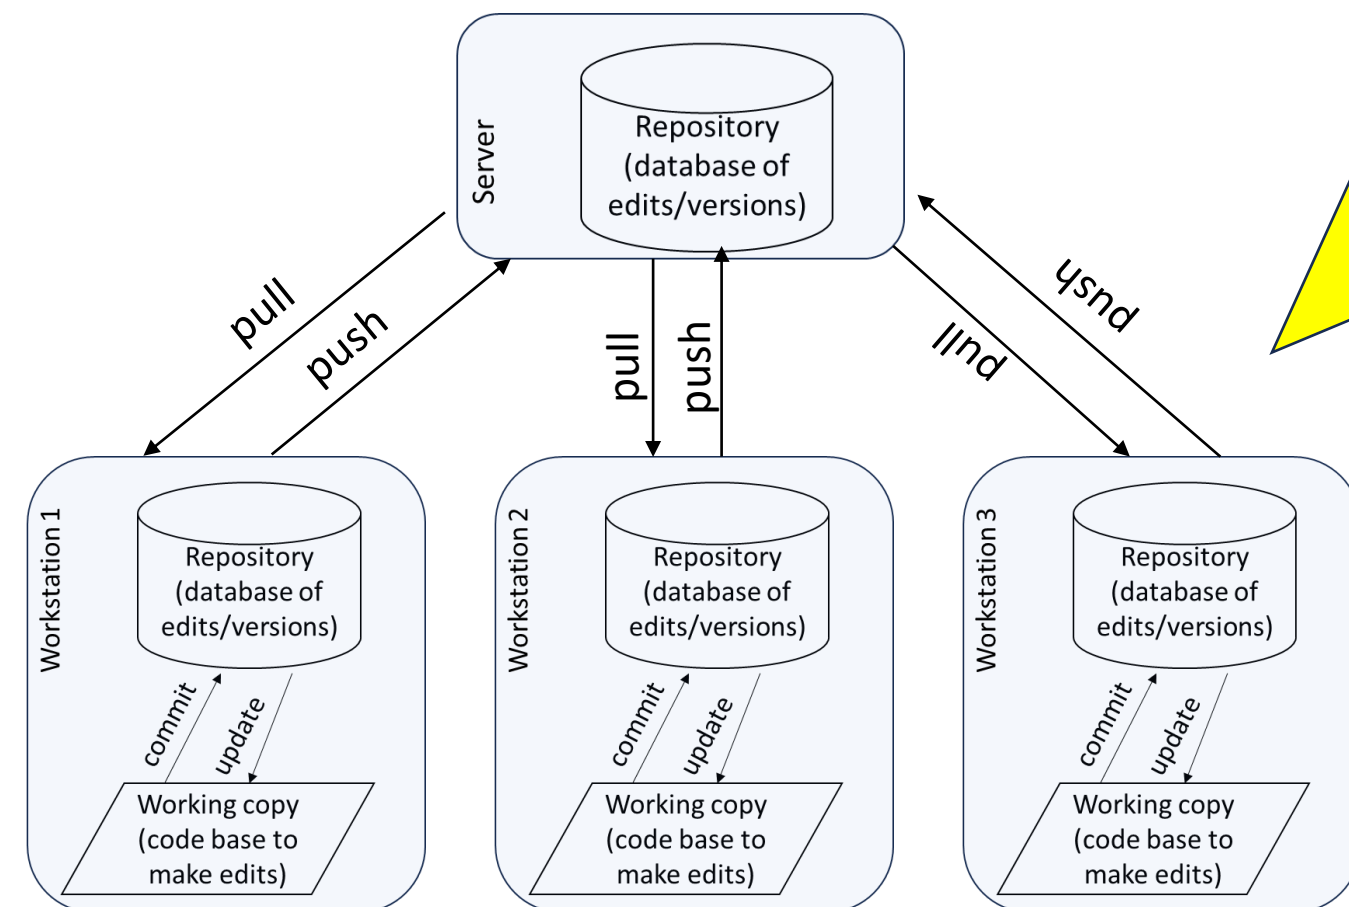 Server
Repository
(database of
edits/versions)
pull
push
pull
push
pull
push
Workstation 1
Repository
(database of
edits/versions)
commit
update
Working copy
(code base to
make edits)
Workstation 2
Repository
(database of
edits/versions)
commit
update
Working copy
(code base to
make edits)
Workstation 3
Repository
(database of
edits/versions)
commit
update
Working copy
(code base to
make edits)